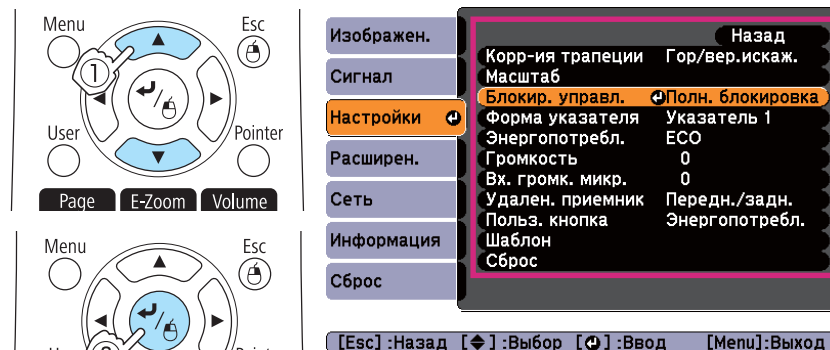 Menu
Esc
1
User
Pointer
Page E-Zoom Volume
Menu
Esc
Изображен.
Сигнал
Настройки
Расширен.
Сеть
Информация
Сброс
Назад
Корр-ия трапеции Гор/вер.искаж.
Масштаб
Блокир. управл. Полн. блокировка
Форма указателя Указатель 1
Энергопотребл. ECO
Громкость 0
Вх. громк. микр. 0
Удален. приемник Передн./задн.
Польз. кнопка Энергопотребл.
Шаблон
Сброс
[Esc] :Назад [◆] :Выбор [⏎] :Ввод [Menu]:Выход